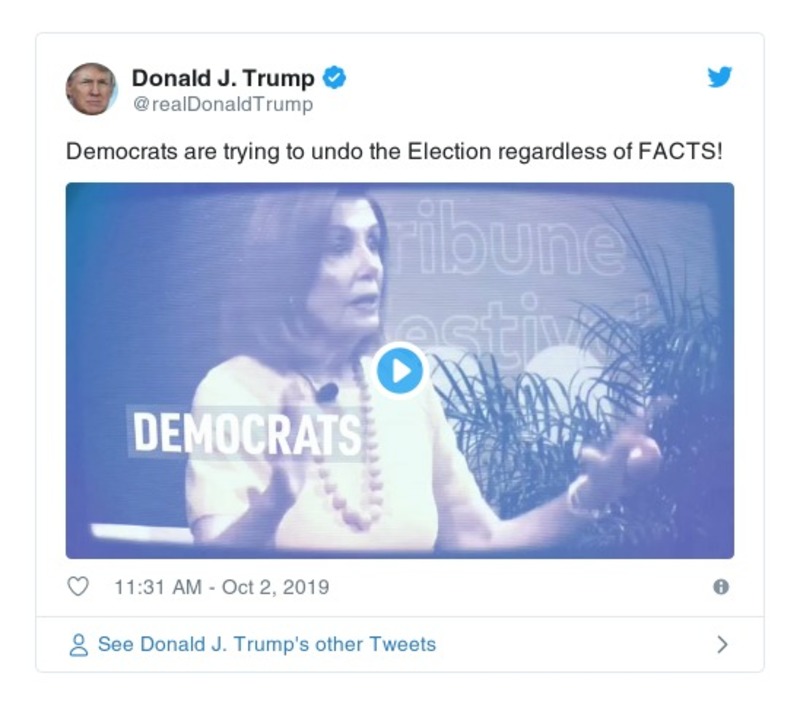 Donald J. Trump
@realDonaldTrump
Democrats are trying to undo the Election regardless of FACTS!
ribune
estiv
DEMOCRATS
11:31 AM - Oct 2, 2019
See Donald J. Trump's other Tweets